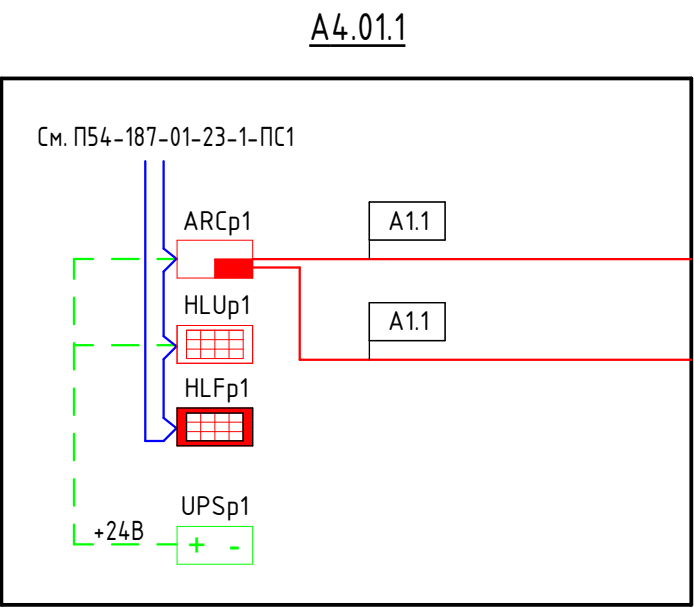 А4.01.1
См. П54-187-01-23-1-ПС1
ARCp1
А1.1
HLUp1
А1.1
HLFp1
UPSp1
+24В
+ -